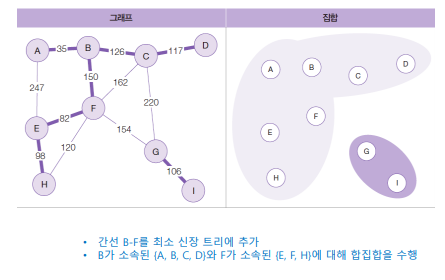 그래프 집합
A 35 B 126 C 117 D
247 150 162 220
E 82 F 154
98 120 G
H 106 I
A B C D
E F
H G I
• 간선 B-F를 최소 신장 트리에 추가
• B가 소속된 {A, B, C, D}와 F가 소속된 {E, F, H}에 대해 합집합을 수행